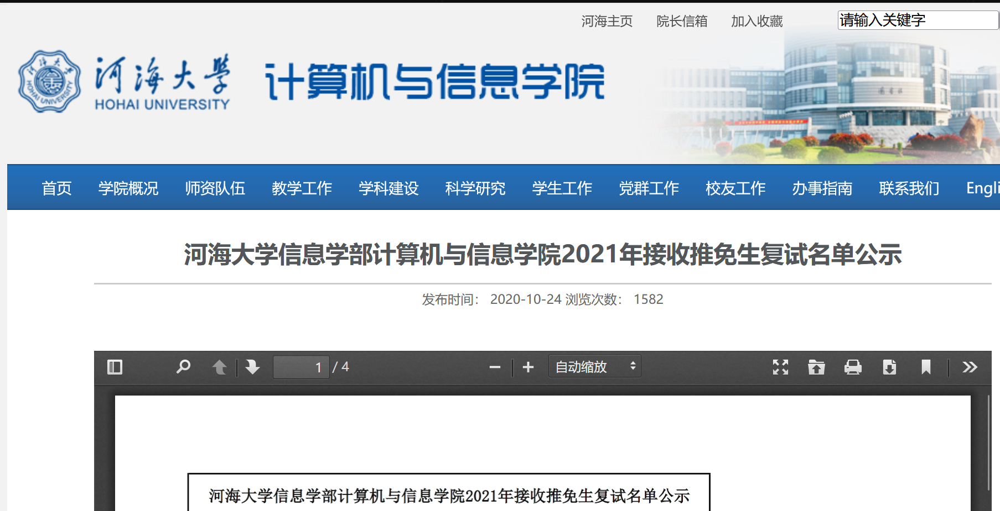 河海主页 院长信箱 加入收藏 请输入关键字
河海大学 计算机与信息学院
HOHAI UNIVERSITY
首页 学院概况 师资队伍 教学工作 学科建设 科学研究 学生工作 党群工作 校友工作 办事指南 联系我们 Engli
河海大学信息学部计算机与信息学院2021年接收推免生复试名单公示
发布时间： 2020-10-24 浏览次数： 1582
1 / 4 自动缩放
河海大学信息学部计算机与信息学院2021年接收推免生复试名单公示